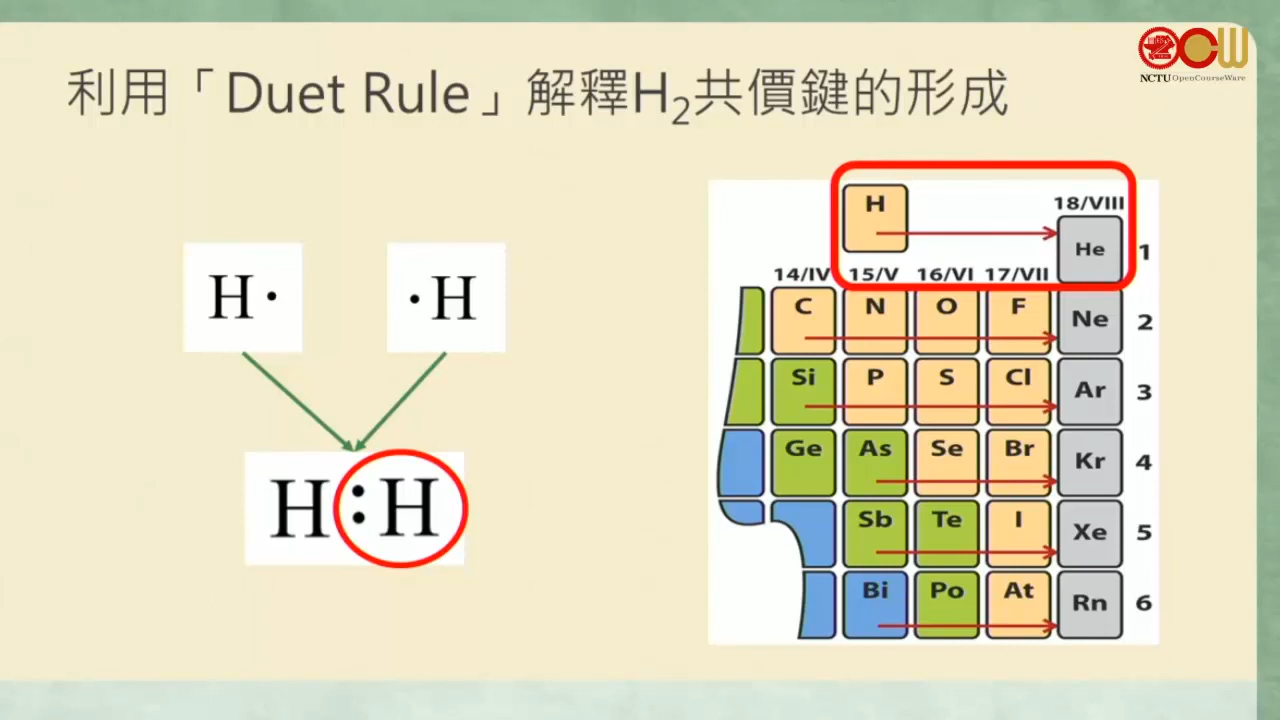 NCTU OpenCourseWare
利用「Duet Rule」解釋H₂共價鍵的形成
H· ·H
H:H
H 18/VIII
He 1
14/IV 15/V 16/VI 17/VII
C N O F Ne 2
Si P S Cl Ar 3
Ge As Se Br Kr 4
Sb Te I Xe 5
Bi Po At Rn 6